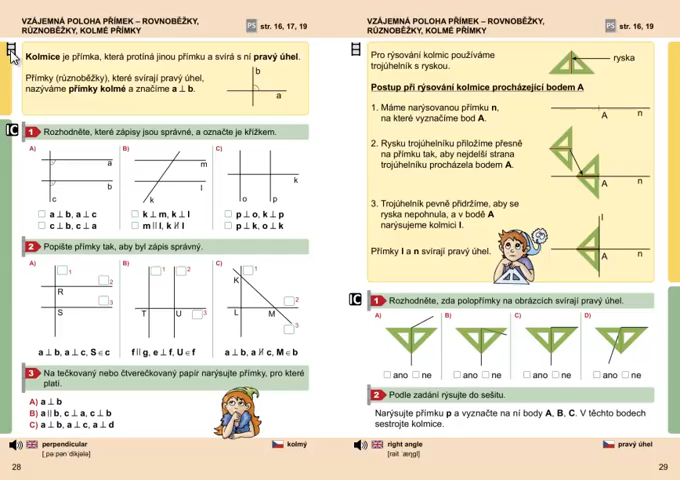 VZÁJEMNÁ POLOHA PŘÍMEK – ROVNOBĚŽKY,
RŮZNOBĚŽKY, KOLMÉ PŘÍMKY
PS str. 16, 17, 19
Kolmice je přímka, která protíná jinou přímku a svírá s ní pravý úhel.
Přímky (různoběžky), které svírají pravý úhel,
nazýváme přímky kolmé a značíme a ⊥ b.
b
a
IC
1 Rozhodněte, které zápisy jsou správné, a označte je křížkem.
A) B) C)
a
b
c
m
l
k
k
o p
a ⊥ b, a ⊥ c
c ⊥ b, c ⊥ a
k ⊥ m, k ⊥ l
m || l, k ∦ l
p ⊥ o, k ⊥ p
p ⊥ k, o ⊥ k
2 Popište přímky tak, aby byl zápis správný.
A) B) C)
1
2
R
3
S
1 2
T U 3
1
K
2
L M
3
a ⊥ b, a ⊥ c, S ∈ c
f || g, e ⊥ f, U ∈ f
a ⊥ b, a ∦ c, M ∈ b
3 Na tečkovaný nebo čtverečkovaný papír narýsujte přímky, pro které
platí.
A) a ⊥ b
B) a || b, c ⊥ a, c ⊥ b
C) a ⊥ b, a ⊥ c, a ⊥ d
perpendicular
kolmý
28
VZÁJEMNÁ POLOHA PŘÍMEK – ROVNOBĚŽKY,
RŮZNOBĚŽKY, KOLMÉ PŘÍMKY
PS str. 16, 19
Pro rýsování kolmic používáme
trojúhelník s ryskou.
ryska
Postup při rýsování kolmice procházející bodem A
1. Máme narýsovanou přímku n,
na které vyznačíme bod A.
A n
2. Rysku trojúhelníku přiložíme přesně
na přímku tak, aby nejdelší strana
trojúhelníku procházela bodem A.
A n
3. Trojúhelník pevně přidržíme, aby se
ryska nepohnula, a v bodě A
narýsujeme kolmici l.
l
A n
Přímky l a n svírají pravý úhel.
IC
1 Rozhodněte, zda polopřímky na obrázcích svírají pravý úhel.
A) B) C) D)
ano ne ano ne ano ne ano ne
2 Podle zadání rýsujte do sešitu.
Narýsujte přímku p a vyznačte na ní body A, B, C. V těchto bodech
sestrojte kolmice.
right angle
pravý úhel
29